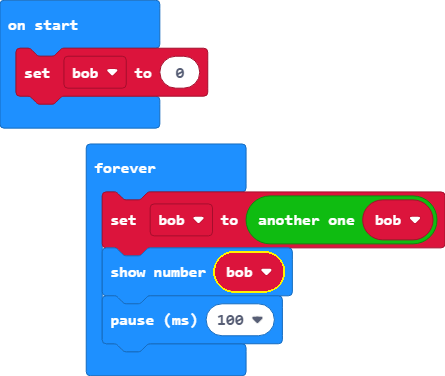 on start
set bob to 0
forever
set bob to another one bob
show number bob
pause (ms) 100